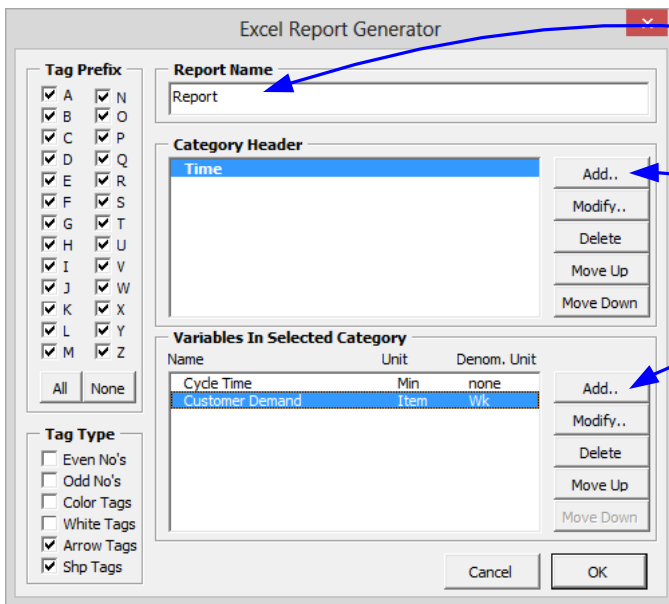 Excel Report Generator
x
Tag Prefix
A N
B O
C P
D Q
E R
F S
G T
H U
I V
J W
K X
L Y
M Z
All None
Tag Type
Even No's
Odd No's
Color Tags
White Tags
Arrow Tags
Shp Tags
Report Name
Report
Category Header
Time
Add..
Modify..
Delete
Move Up
Move Down
Variables In Selected Category
Name Unit Denom. Unit
Cycle Time Min none
Customer Demand Item Wk
Add..
Modify..
Delete
Move Up
Move Down
Cancel OK